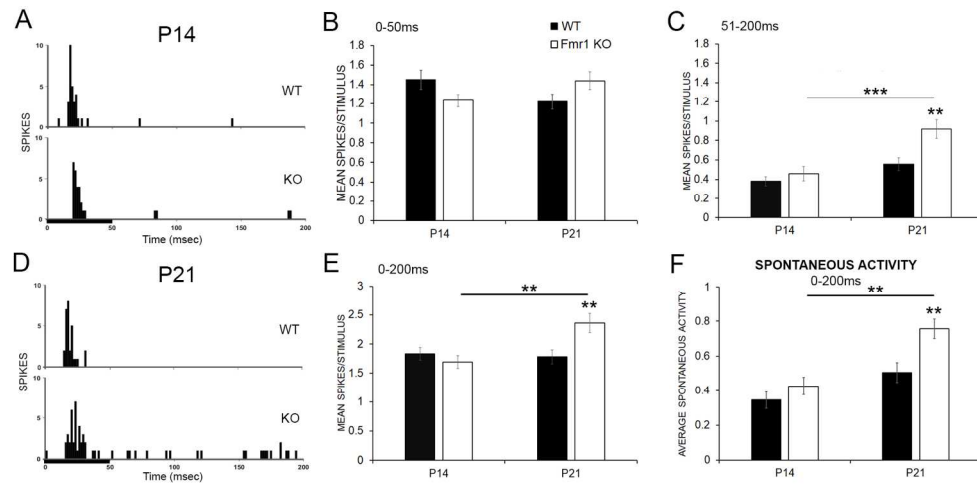 A
P14
10
5
0
WT
SPIKES
10
5
0
KO
0
50
100
150
200
Time (msec)
B
0-50ms
WT
Fmr1 KO
MEAN SPIKES/STIMULUS
1.8
1.6
1.4
1.2
1
0.8
0.6
0.4
0.2
0
P14
P21
C
51-200ms
MEAN SPIKES/STIMULUS
1.8
1.6
1.4
1.2
1
0.8
0.6
0.4
0.2
0
***
**
P14
P21
D
P21
10
5
0
WT
SPIKES
10
5
0
KO
0
50
100
150
200
Time (msec)
E
0-200ms
MEAN SPIKES/STIMULUS
3
2.5
2
1.5
1
0.5
0
**
**
P14
P21
F
SPONTANEOUS ACTIVITY
0-200ms
AVERAGE SPONTANEOUS ACTIVITY
1
0.8
0.6
0.4
0.2
0
**
**
P14
P21